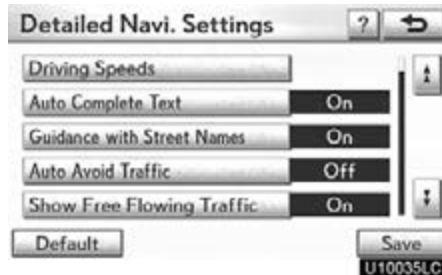 Detailed Navi. Settings ?
Driving Speeds
Auto Complete Text On
Guidance with Street Names On
Auto Avoid Traffic Off
Show Free Flowing Traffic On
Default Save
U10035LC